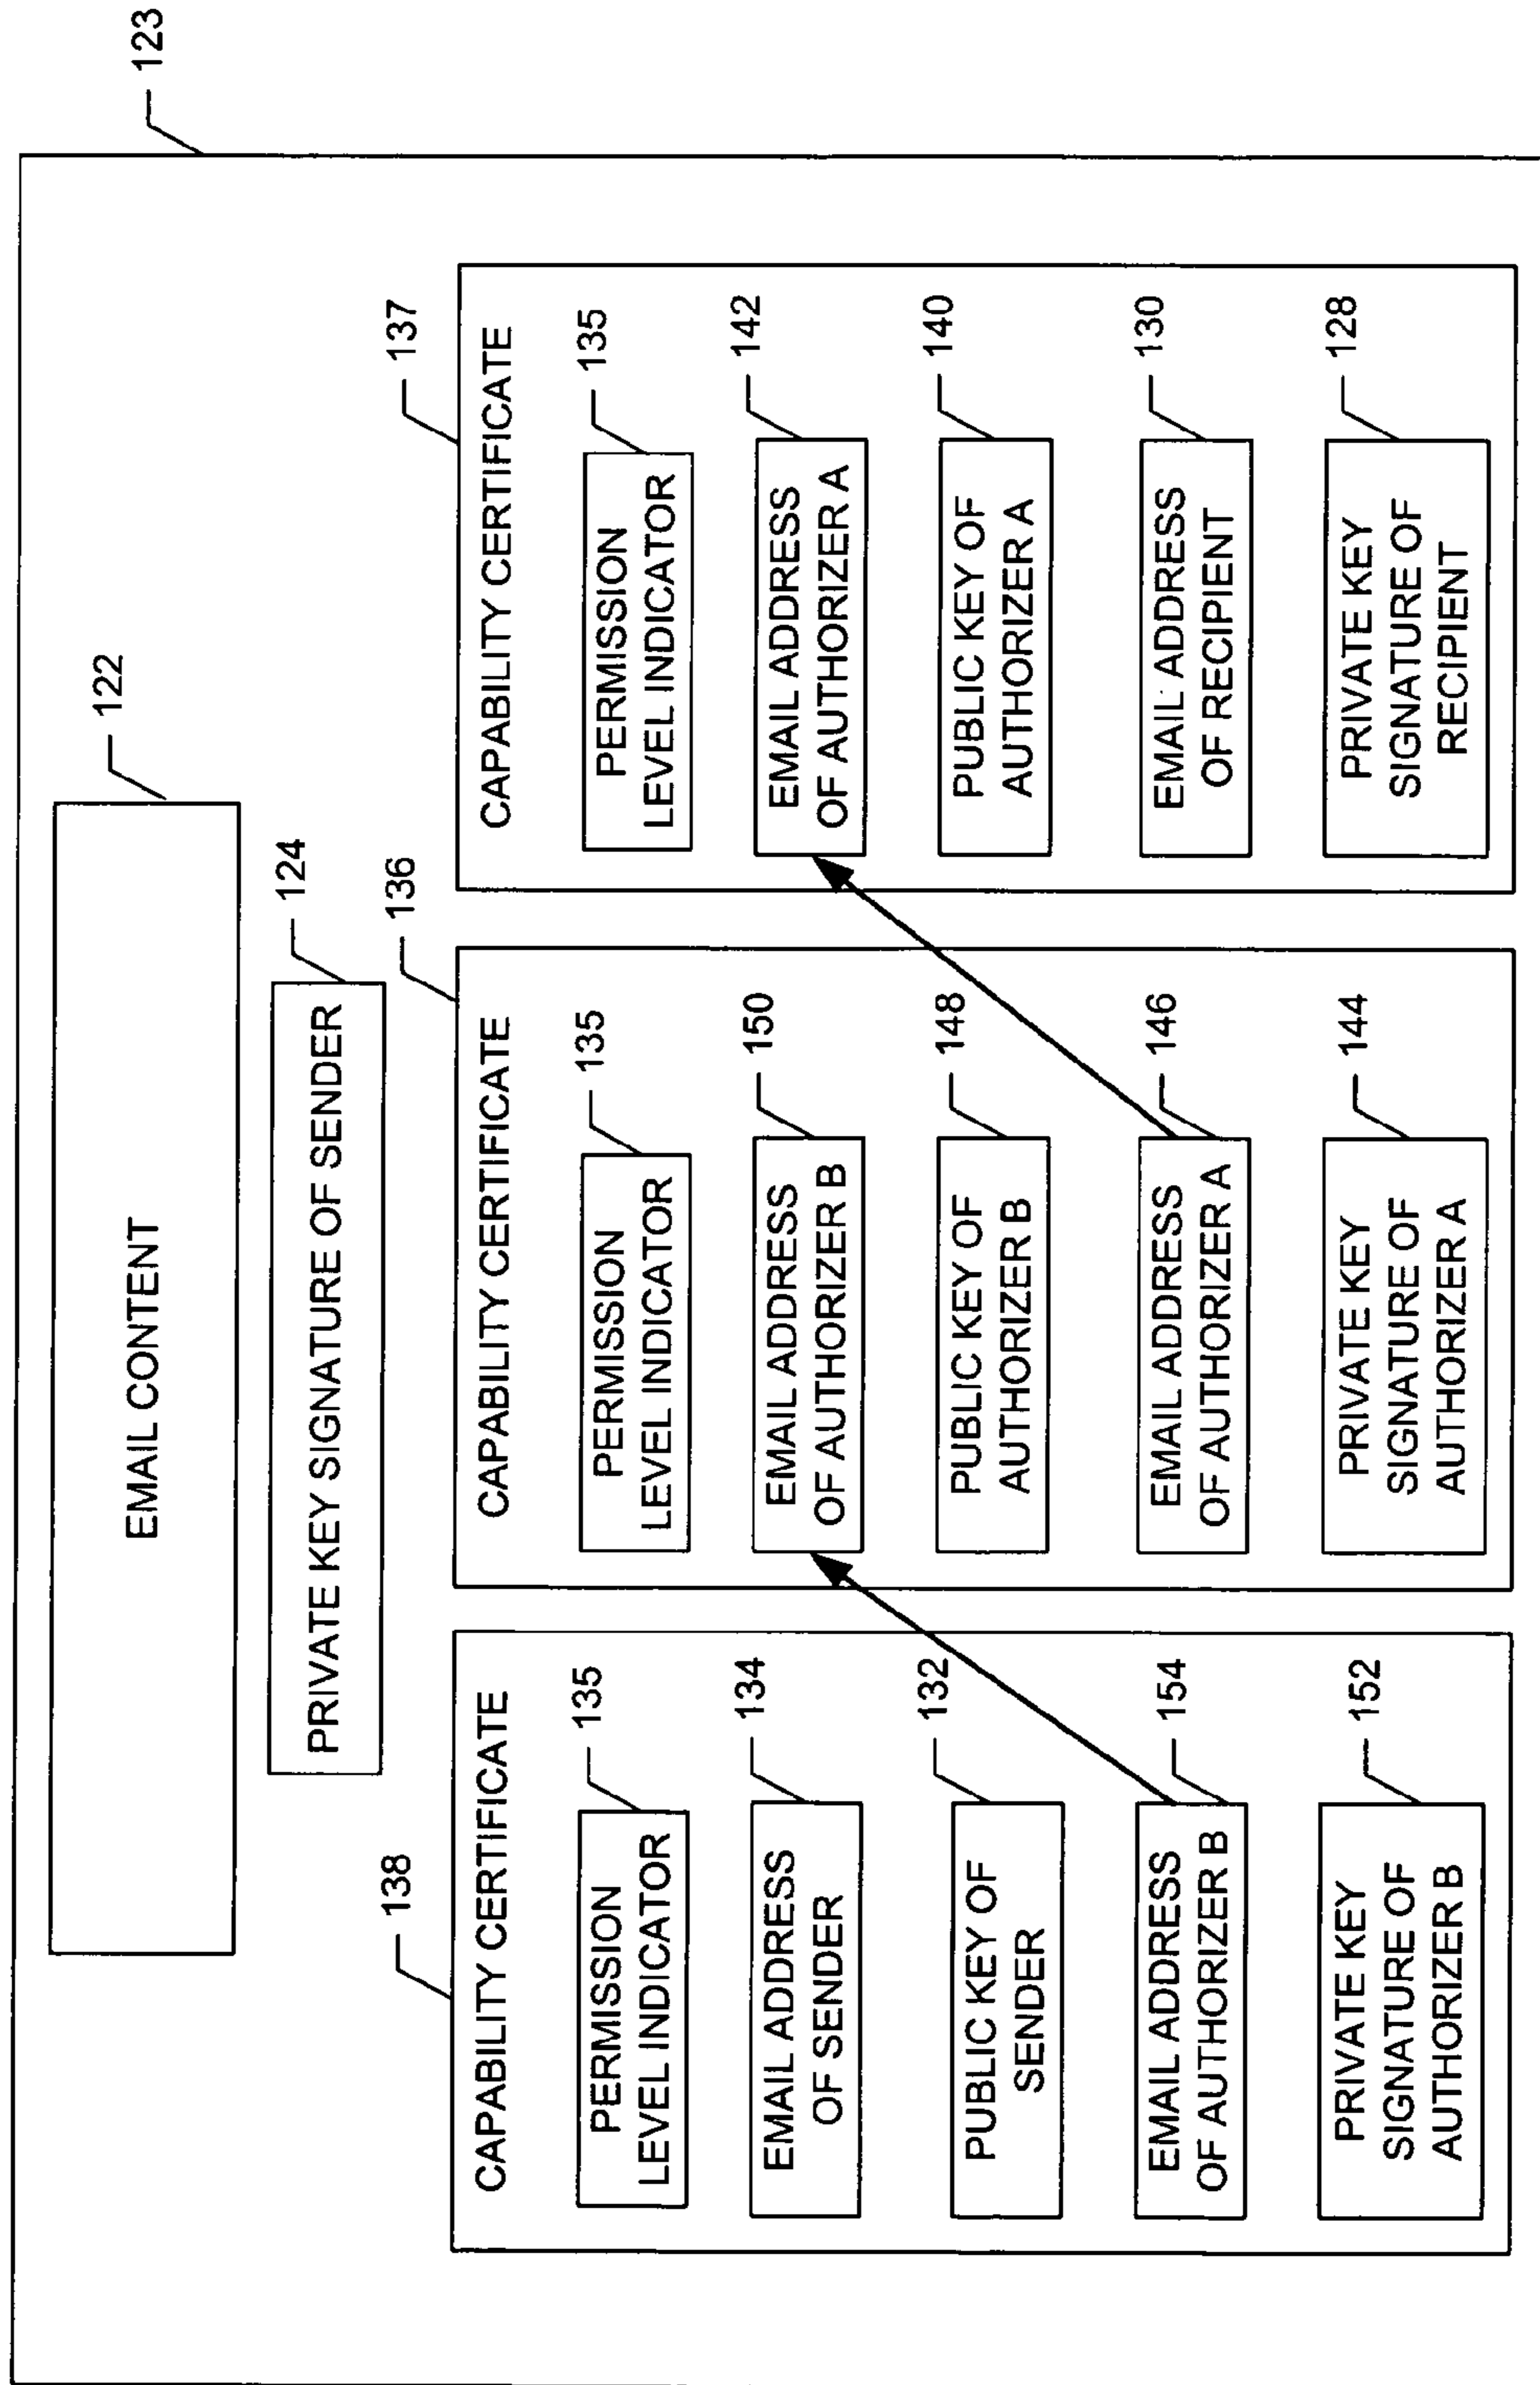 123
EMAIL CONTENT
122
PRIVATE KEY SIGNATURE OF SENDER
124
138
CAPABILITY CERTIFICATE
PERMISSION
LEVEL INDICATOR
135
EMAIL ADDRESS
OF SENDER
134
PUBLIC KEY OF
SENDER
132
EMAIL ADDRESS
OF AUTHORIZER B
154
PRIVATE KEY
SIGNATURE OF
AUTHORIZER B
152
136
CAPABILITY CERTIFICATE
PERMISSION
LEVEL INDICATOR
135
EMAIL ADDRESS
OF AUTHORIZER B
150
PUBLIC KEY OF
AUTHORIZER B
148
EMAIL ADDRESS
OF AUTHORIZER A
146
PRIVATE KEY
SIGNATURE OF
AUTHORIZER A
144
137
CAPABILITY CERTIFICATE
PERMISSION
LEVEL INDICATOR
135
EMAIL ADDRESS
OF AUTHORIZER A
142
PUBLIC KEY OF
AUTHORIZER A
140
EMAIL ADDRESS
OF RECIPIENT
130
PRIVATE KEY
SIGNATURE OF
RECIPIENT
128